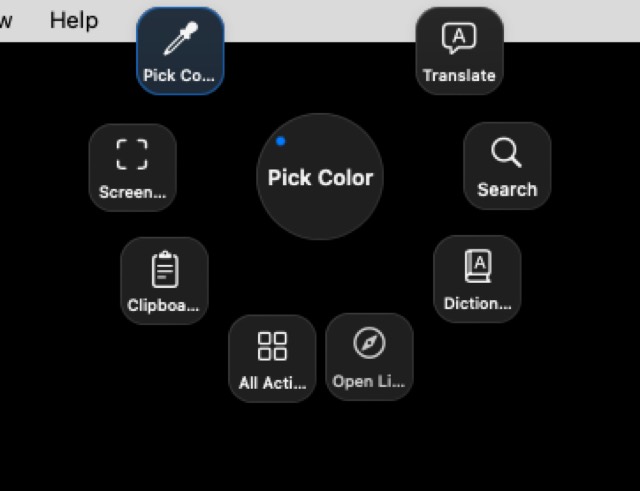 w Help
Pick Co...
A
Translate
Screen...
Pick Color
Search
Clipboa...
A
Diction...
All Acti...
Open Li...